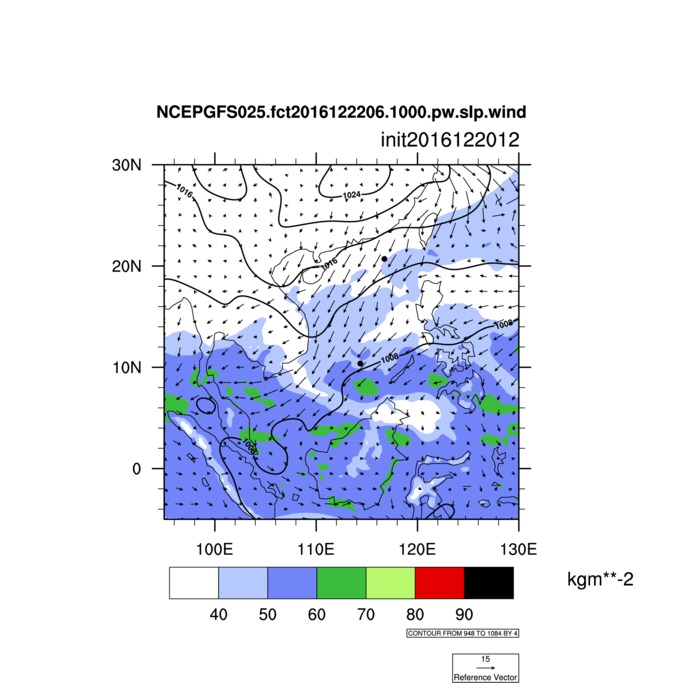 NCEPGFS025.fct2016122206.1000.pw.slp.wind
init2016122012
30N
20N
10N
0
1016
1024
1016
1008
1008
1008
100E 110E 120E 130E
40 50 60 70 80 90
kgm**-2
CONTOUR FROM 948 TO 1084 BY 4
15
Reference Vector